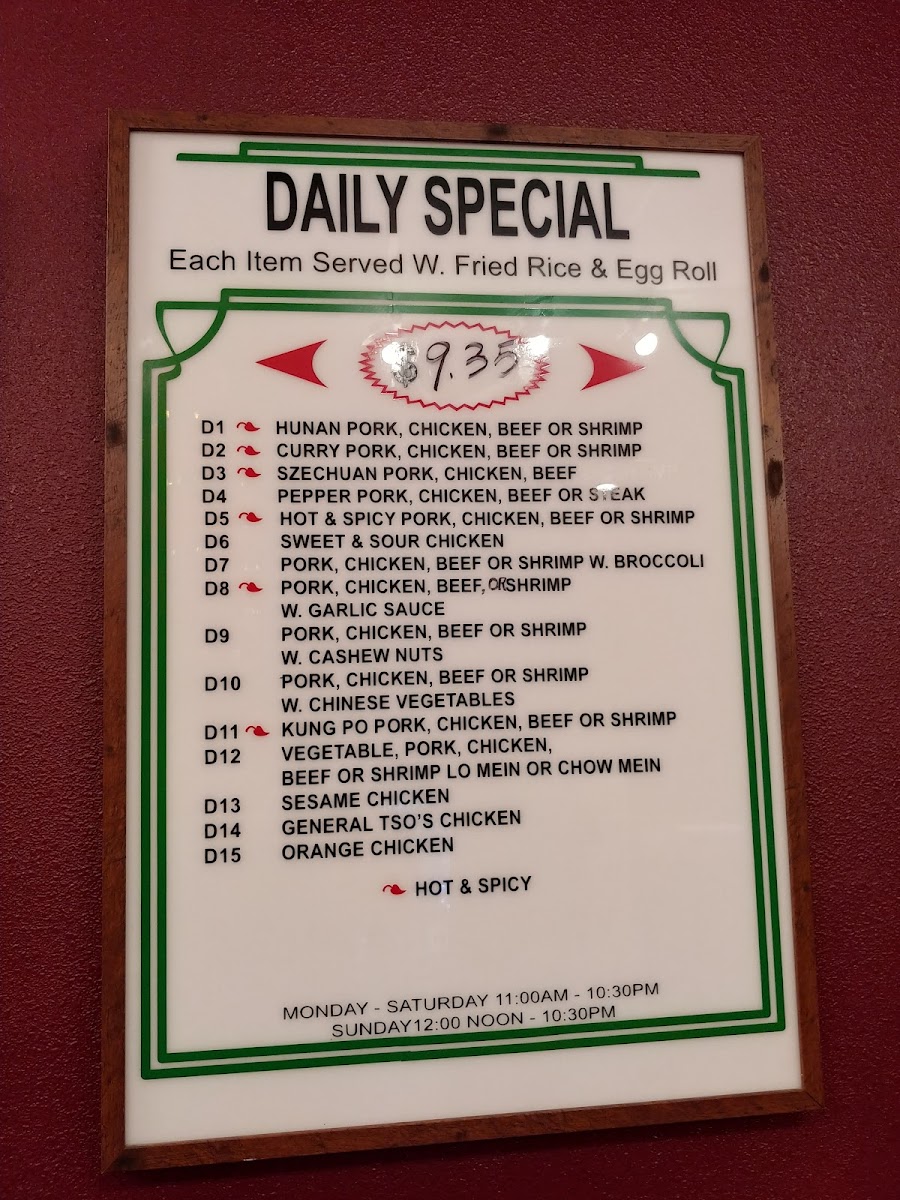 DAILY SPECIAL
Each Item Served W. Fried Rice & Egg Roll
$9.35
D1 HUNAN PORK, CHICKEN, BEEF OR SHRIMP
D2 CURRY PORK, CHICKEN, BEEF OR SHRIMP
D3 SZECHUAN PORK, CHICKEN, BEEF
D4 PEPPER PORK, CHICKEN, BEEF OR STEAK
D5 HOT & SPICY PORK, CHICKEN, BEEF OR SHRIMP
D6 SWEET & SOUR CHICKEN
D7 PORK, CHICKEN, BEEF OR SHRIMP W. BROCCOLI
D8 PORK, CHICKEN, BEEF, OR SHRIMP
W. GARLIC SAUCE
D9 PORK, CHICKEN, BEEF OR SHRIMP
W. CASHEW NUTS
D10 PORK, CHICKEN, BEEF OR SHRIMP
W. CHINESE VEGETABLES
D11 KUNG PO PORK, CHICKEN, BEEF OR SHRIMP
D12 VEGETABLE, PORK, CHICKEN,
BEEF OR SHRIMP LO MEIN OR CHOW MEIN
D13 SESAME CHICKEN
D14 GENERAL TSO'S CHICKEN
D15 ORANGE CHICKEN
HOT & SPICY
MONDAY - SATURDAY 11:00AM - 10:30PM
SUNDAY12:00 NOON - 10:30PM